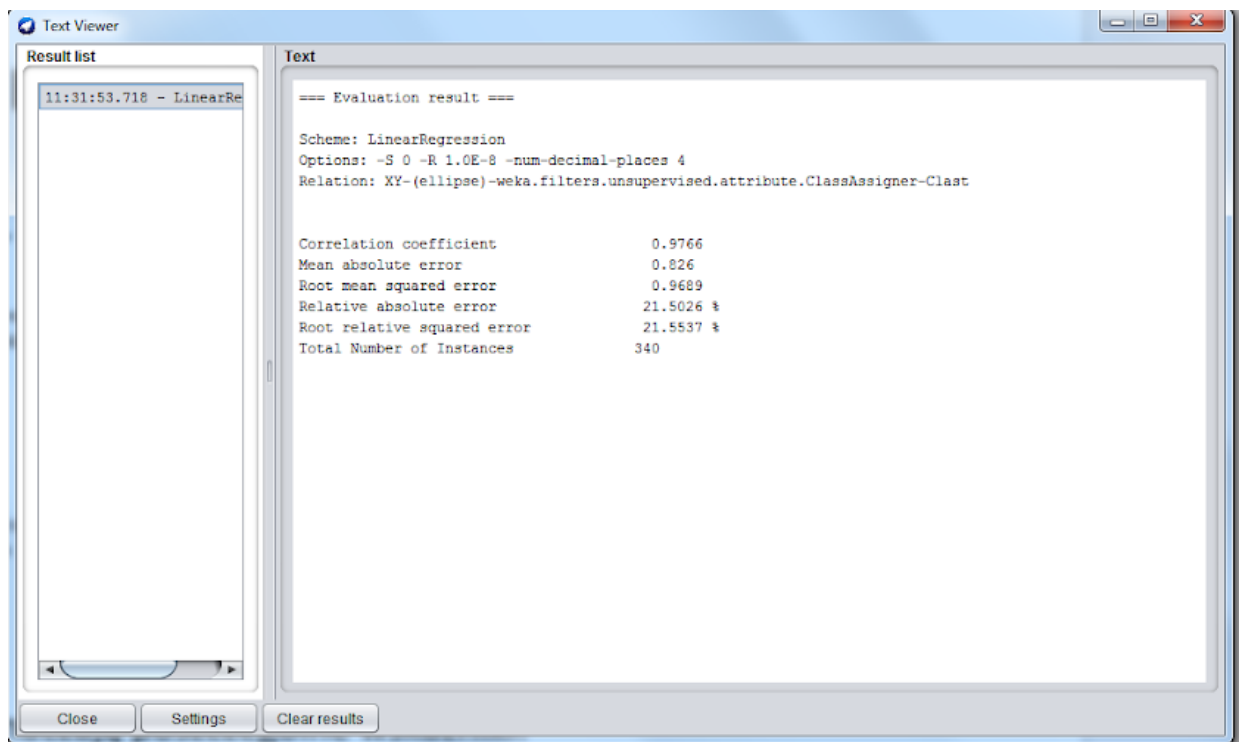 Text Viewer
Result list
11:31:53.718 - LinearRe
Text
=== Evaluation result ===
Scheme: LinearRegression
Options: -S 0 -R 1.0E-8 -num-decimal-places 4
Relation: XY-(ellipse)-weka.filters.unsupervised.attribute.ClassAssigner-Clast
Correlation coefficient 0.9766
Mean absolute error 0.826
Root mean squared error 0.9689
Relative absolute error 21.5026 %
Root relative squared error 21.5537 %
Total Number of Instances 340
Close Settings Clear results